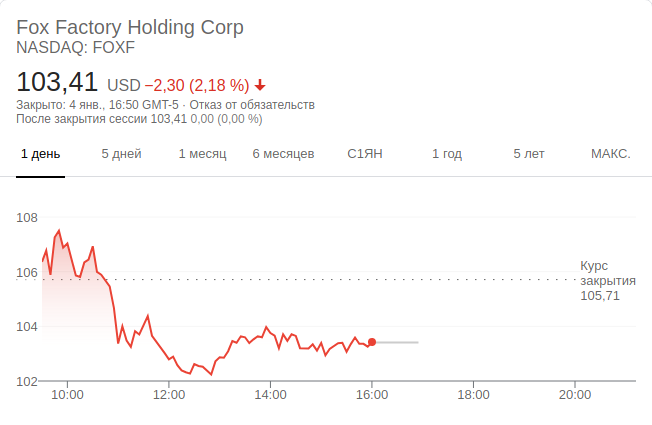 Fox Factory Holding Corp
NASDAQ: FOXF
103,41 USD −2,30 (2,18 %)
Закрыто: 4 янв., 16:50 GMT-5 · Отказ от обязательств
После закрытия сессии 103,41 0,00 (0,00 %)
1 день 5 дней 1 месяц 6 месяцев С1ЯН 1 год 5 лет МАКС.
108
106
104
102
Курс
закрытия
105,71
10:00 12:00 14:00 16:00 18:00 20:00